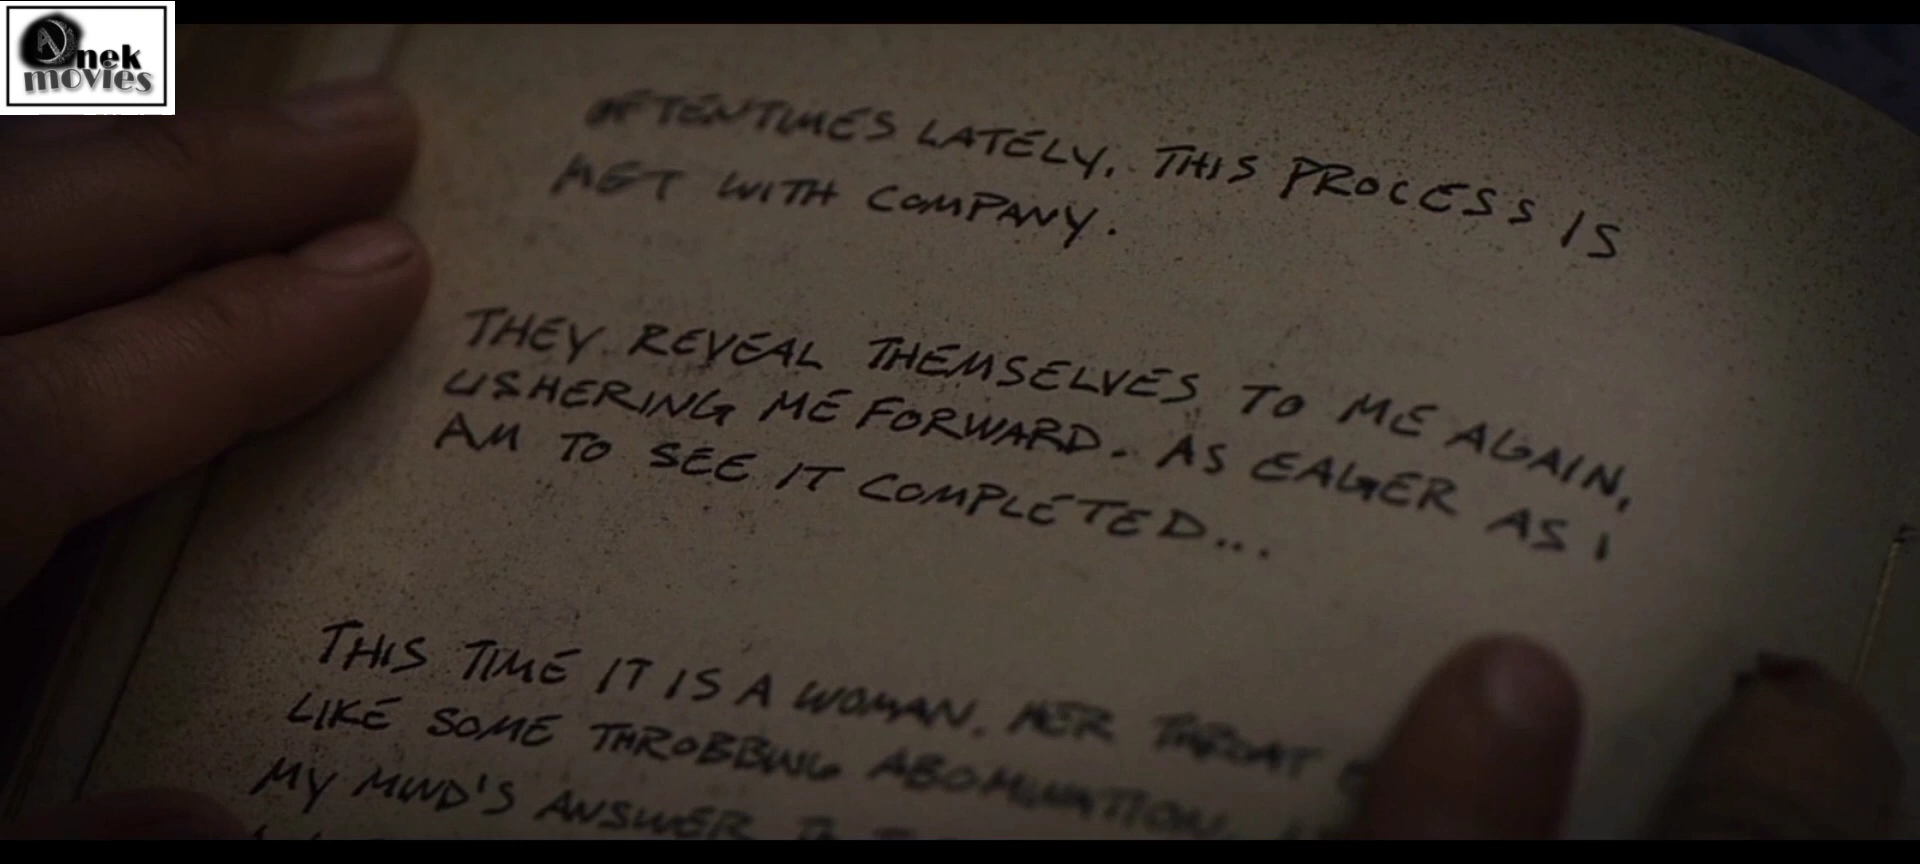 Anek
movies
OFTENTIMES LATELY, THIS PROCESS IS
MET WITH COMPANY.
THEY REVEAL THEMSELVES TO ME AGAIN,
USHERING ME FORWARD. AS EAGER AS I
AM TO SEE IT COMPLETED...
THIS TIME IT IS A WOMAN. HER THROAT
LIKE SOME THROBBING ABOMINATION.
MY MIND'S ANSWER